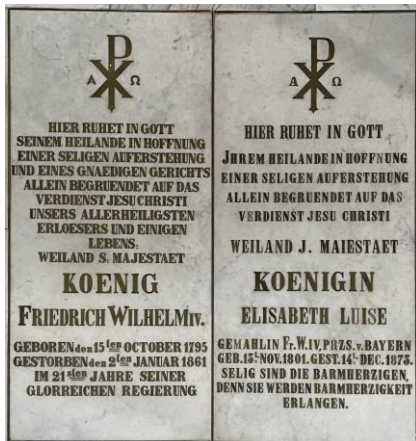 Α Ω
HIER RUHET IN GOTT
SEINEM HEILANDE IN HOFFNUNG
EINER SELIGEN AUFERSTEHUNG
UND EINES GNAEDIGEN GERICHTS
ALLEIN BEGRUENDET AUF DAS
VERDIENST JESU CHRISTI
UNSERS ALLERHEILIGSTEN
ERLOESERS UND EINIGEN
LEBENS:
WEILAND S: MAJESTAET
KOENIG
FRIEDRICH WILHELM IV.
GEBOREN den 15ten OCTOBER 1795
GESTORBEN den 2ten JANUAR 1861
IM 21sten JAHRE SEINER
GLORREICHEN REGIERUNG
Α Ω
HIER RUHET IN GOTT
JHREM HEILANDE IN HOFFNUNG
EINER SELIGEN AUFERSTEHUNG
ALLEIN BEGRUENDET AUF DAS
VERDIENST JESU CHRISTI
WEILAND J. MAIESTAET
KOENIGIN
ELISABETH LUISE
GEMAHLIN Fr. W. IV, PRZS. v. BAYERN
GEB. 13t. NOV. 1801. GEST. 14t. DEC. 1873.
SELIG SIND DIE BARMHERZIGEN,
DENN SIE WERDEN BARMHERZIGKEIT
ERLANGEN.